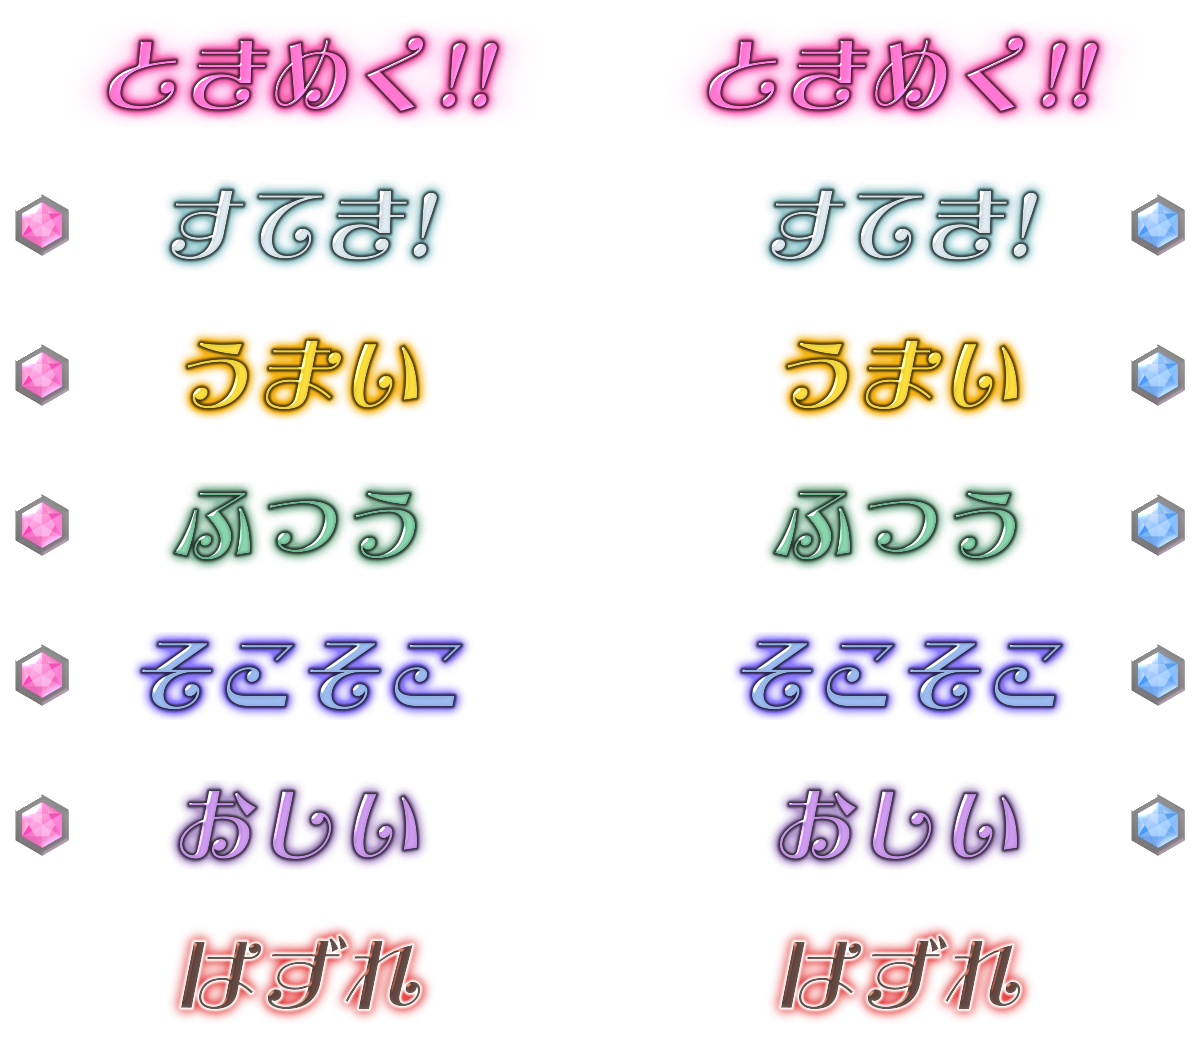 ときめく!! ときめく!!
すてき! すてき!
うまい うまい
ふつう ふつう
そこそこ そこそこ
おしい おしい
はずれ はずれ